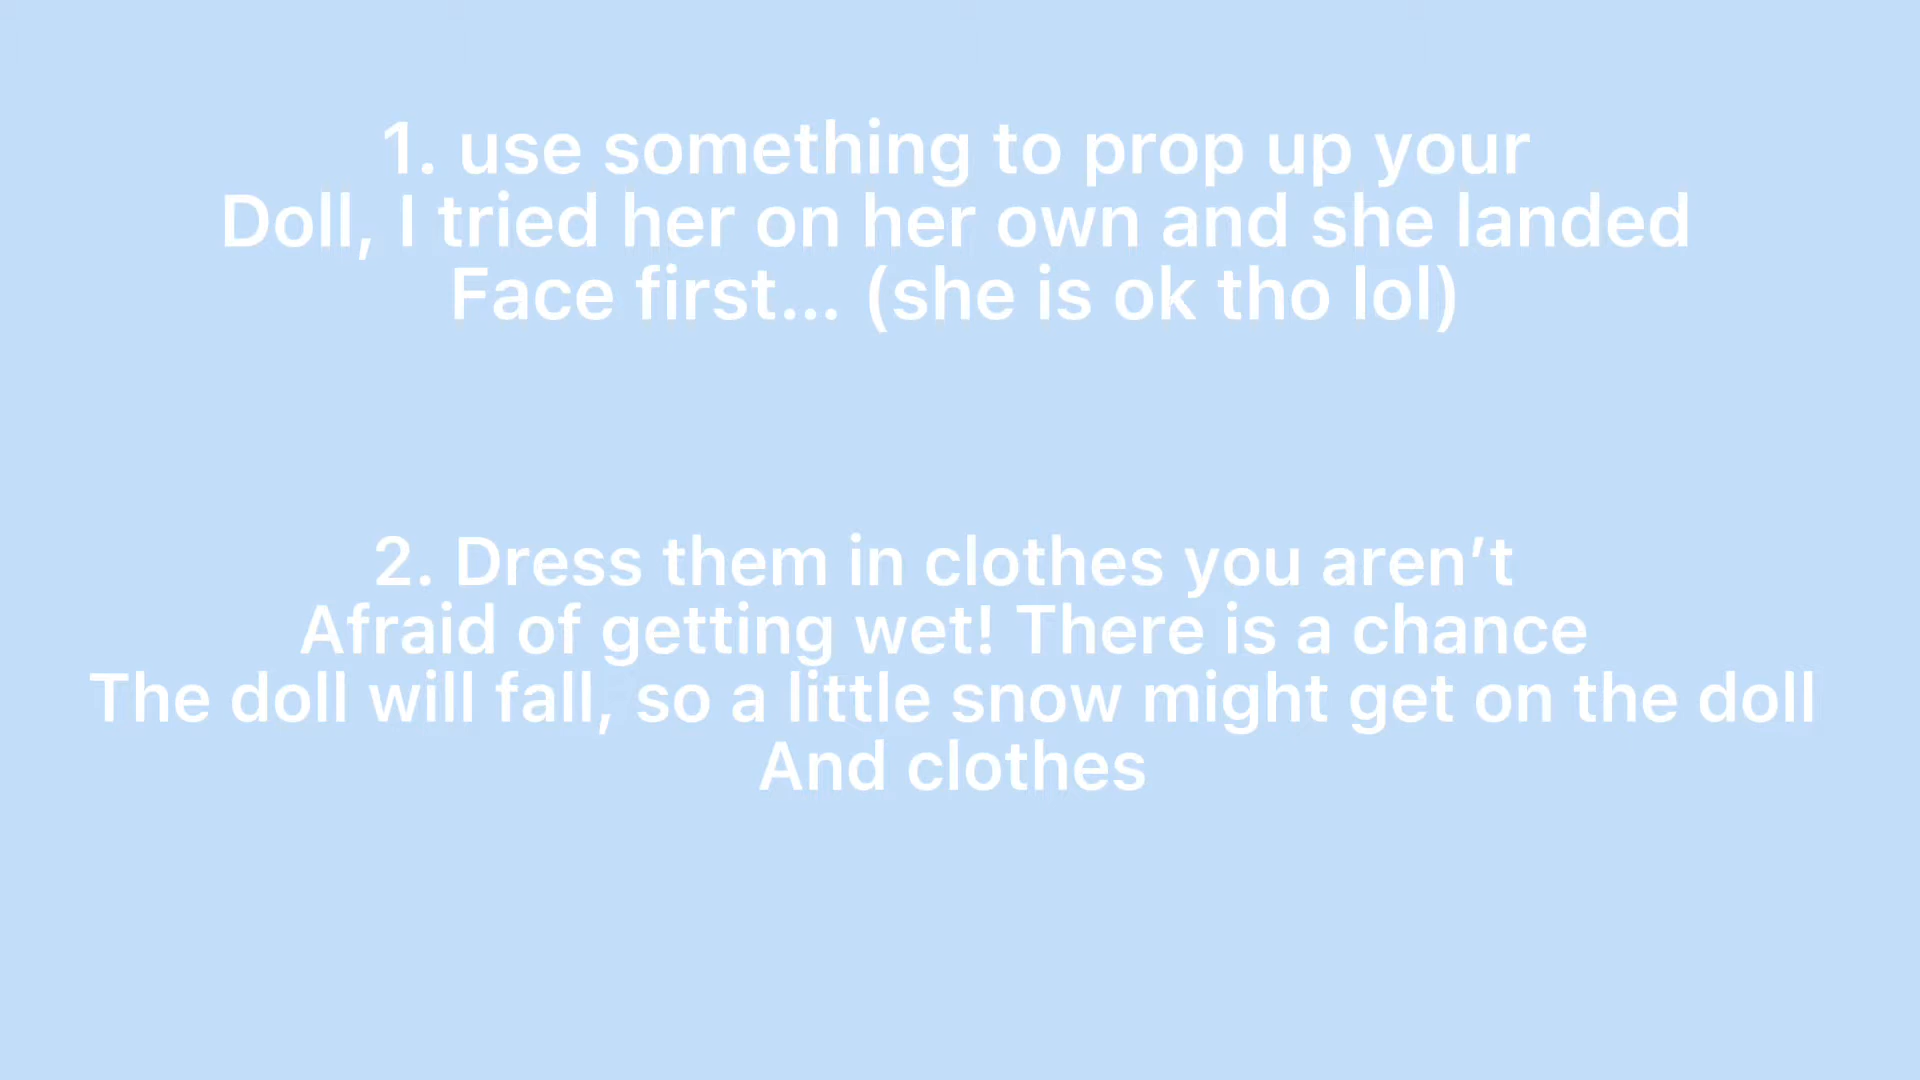 1. use something to prop up your
Doll, I tried her on her own and she landed
Face first... (she is ok tho lol)
2. Dress them in clothes you aren’t
Afraid of getting wet! There is a chance
The doll will fall, so a little snow might get on the doll
And clothes